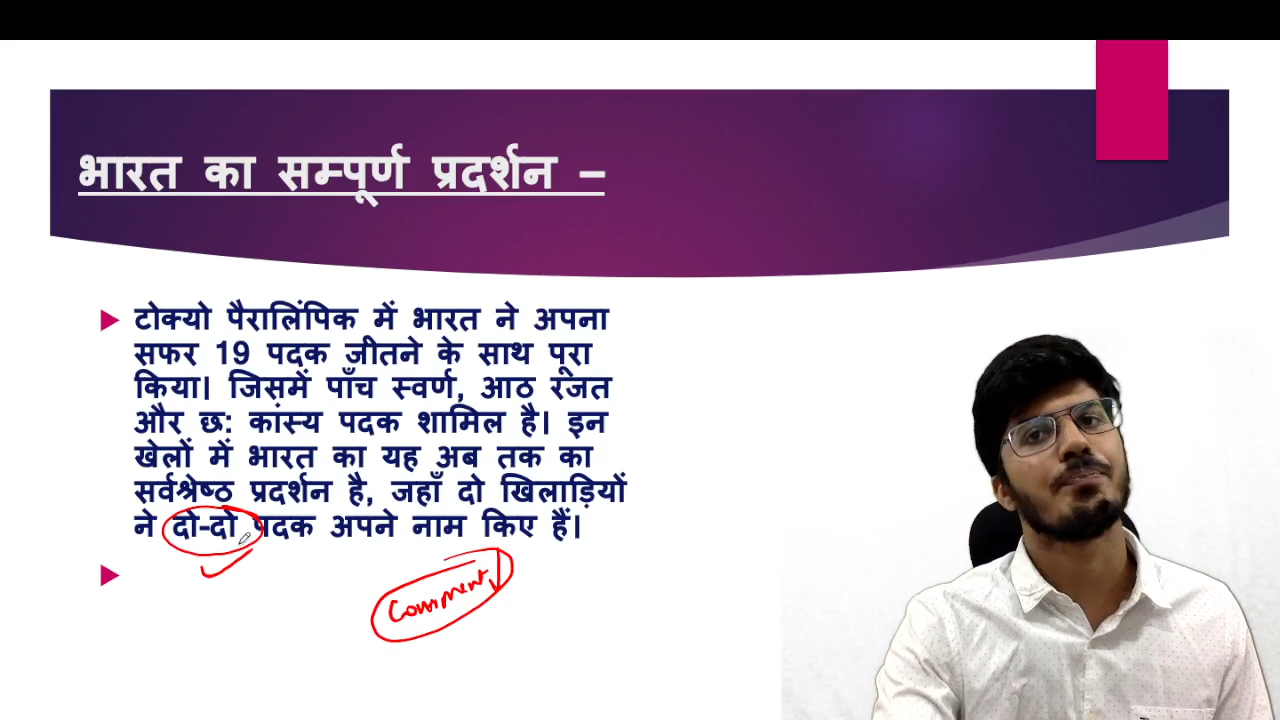 भारत का सम्पूर्ण प्रदर्शन –
टोक्यो पैरालिंपिक में भारत ने अपना
सफर 19 पदक जीतने के साथ पूरा
किया। जिसमें पाँच स्वर्ण, आठ रजत
और छ: कांस्य पदक शामिल है। इन
खेलों में भारत का यह अब तक का
सर्वश्रेष्ठ प्रदर्शन है, जहाँ दो खिलाड़ियों
ने दो-दो पदक अपने नाम किए हैं।
Comment